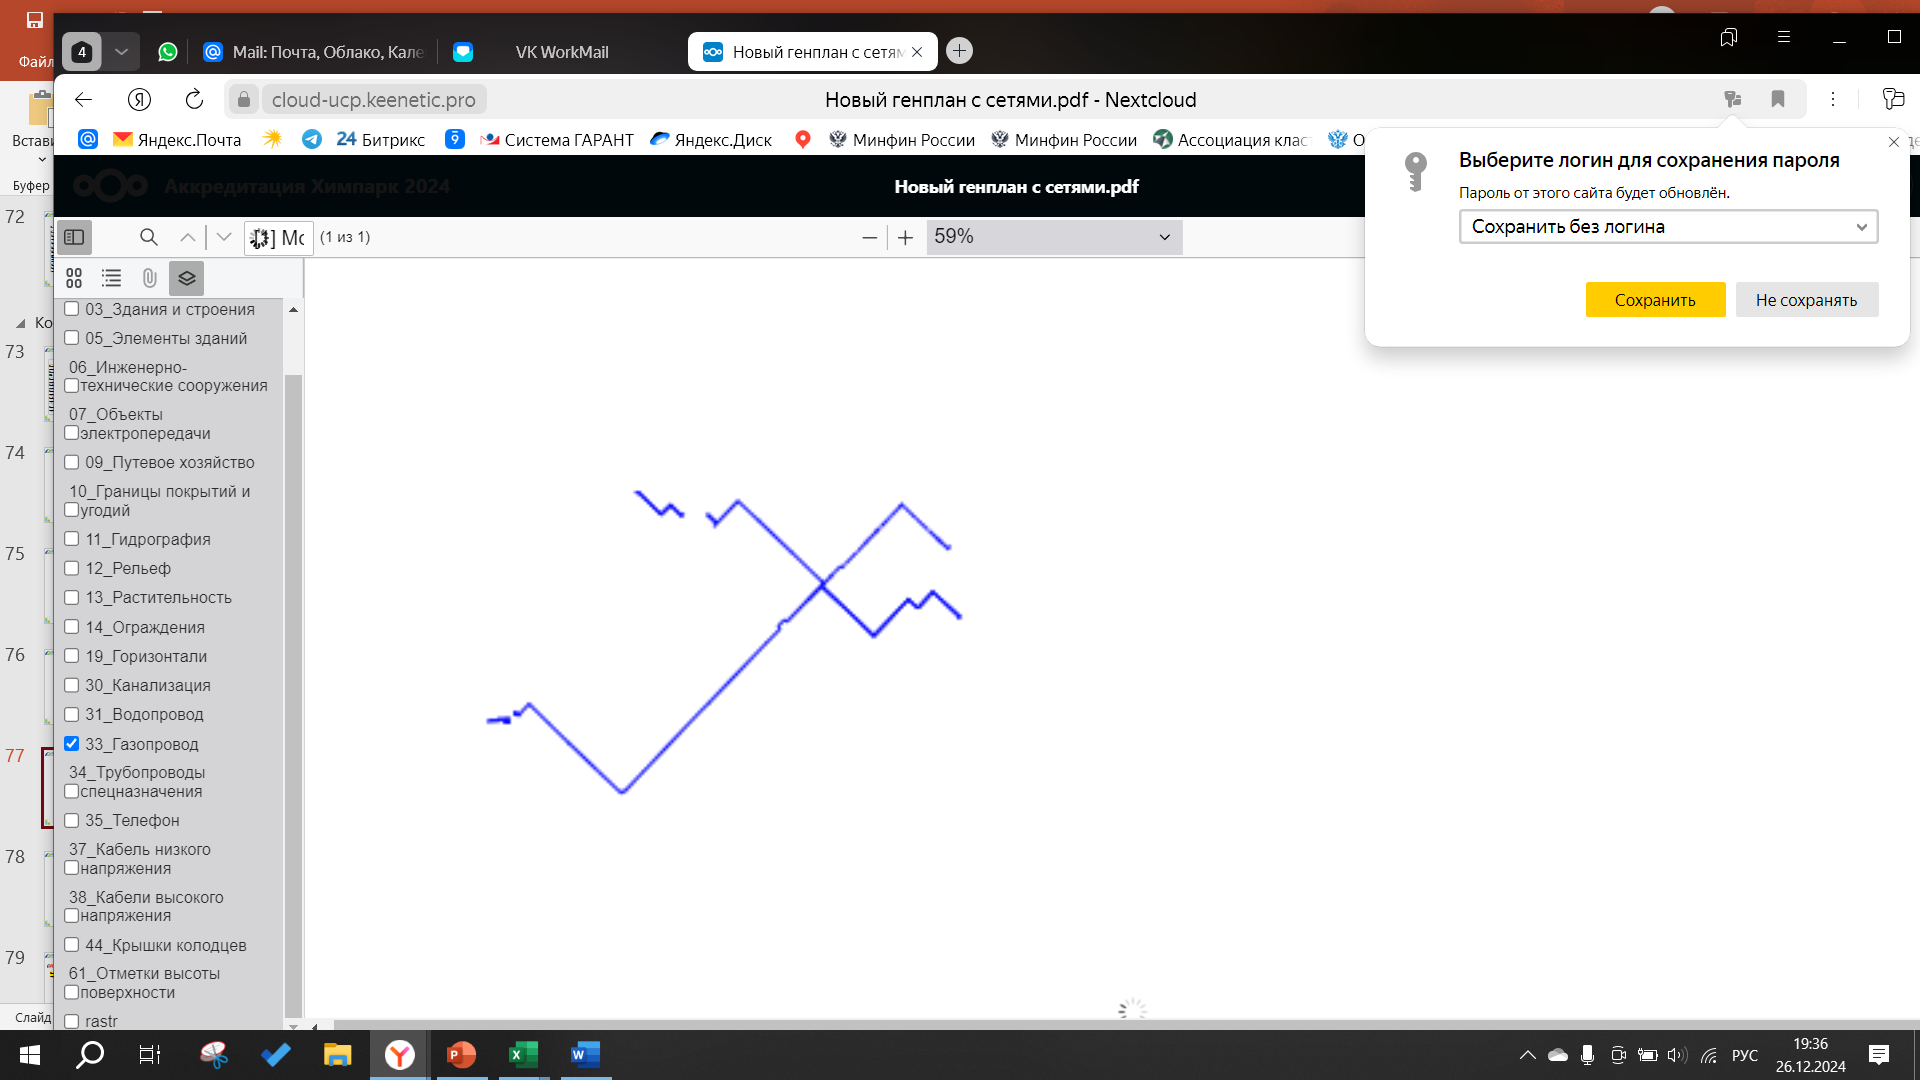 Файл
4
Mail: Почта, Облако, Кале
VK WorkMail
Новый генплан с сетям
cloud-ucp.keenetic.pro
Новый генплан с сетями.pdf - Nextcloud
Встави
Яндекс.Почта
24 Битрикс
9
Система ГАРАНТ
Яндекс.Диск
Минфин России
Минфин России
Ассоциация клас
О
Буфер
Аккредитация Химпарк 2024
Новый генплан с сетями.pdf
(1 из 1)
59%
Выберите логин для сохранения пароля
Пароль от этого сайта будет обновлён.
Сохранить без логина
Сохранить
Не сохранять
72
Ко
73
74
75
76
77
78
79
Слайд
03_Здания и строения
05_Элементы зданий
06_Инженерно-
технические сооружения
07_Объекты
электропередачи
09_Путевое хозяйство
10_Границы покрытий и
угодий
11_Гидрография
12_Рельеф
13_Растительность
14_Ограждения
19_Горизонтали
30_Канализация
31_Водопровод
33_Газопровод
34_Трубопроводы
спецназначения
35_Телефон
37_Кабель низкого
напряжения
38_Кабели высокого
напряжения
44_Крышки колодцев
61_Отметки высоты
поверхности
rastr
РУС
19:36
26.12.2024